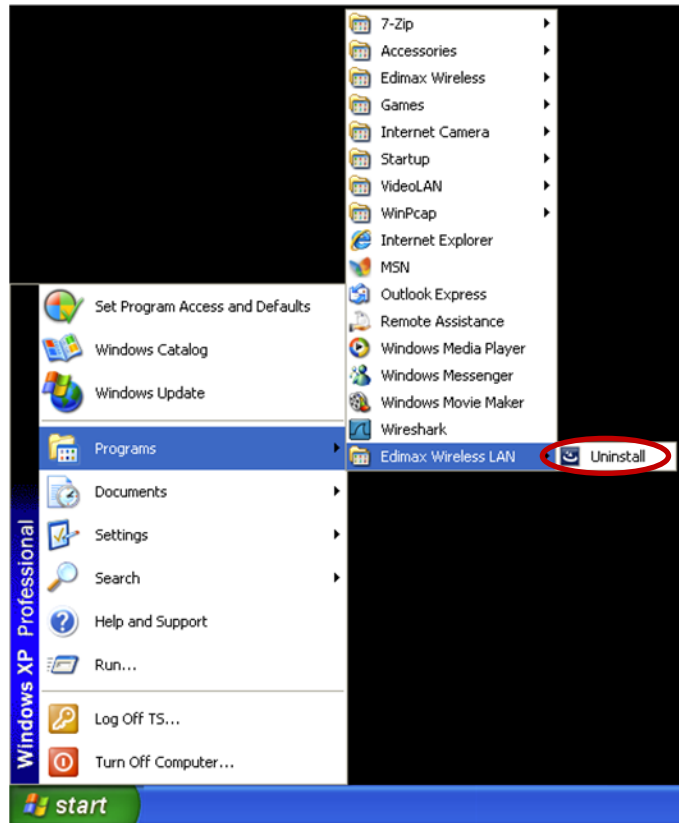 7-Zip
Accessories
Edimax Wireless
Games
Internet Camera
Startup
VideoLAN
WinPcap
Internet Explorer
MSN
Outlook Express
Remote Assistance
Windows Media Player
Windows Messenger
Windows Movie Maker
Wireshark
Edimax Wireless LAN
Uninstall
Set Program Access and Defaults
Windows Catalog
Windows Update
Programs
Documents
Settings
Search
Help and Support
Run...
Log Off TS...
Turn Off Computer...
Windows XP Professional
start